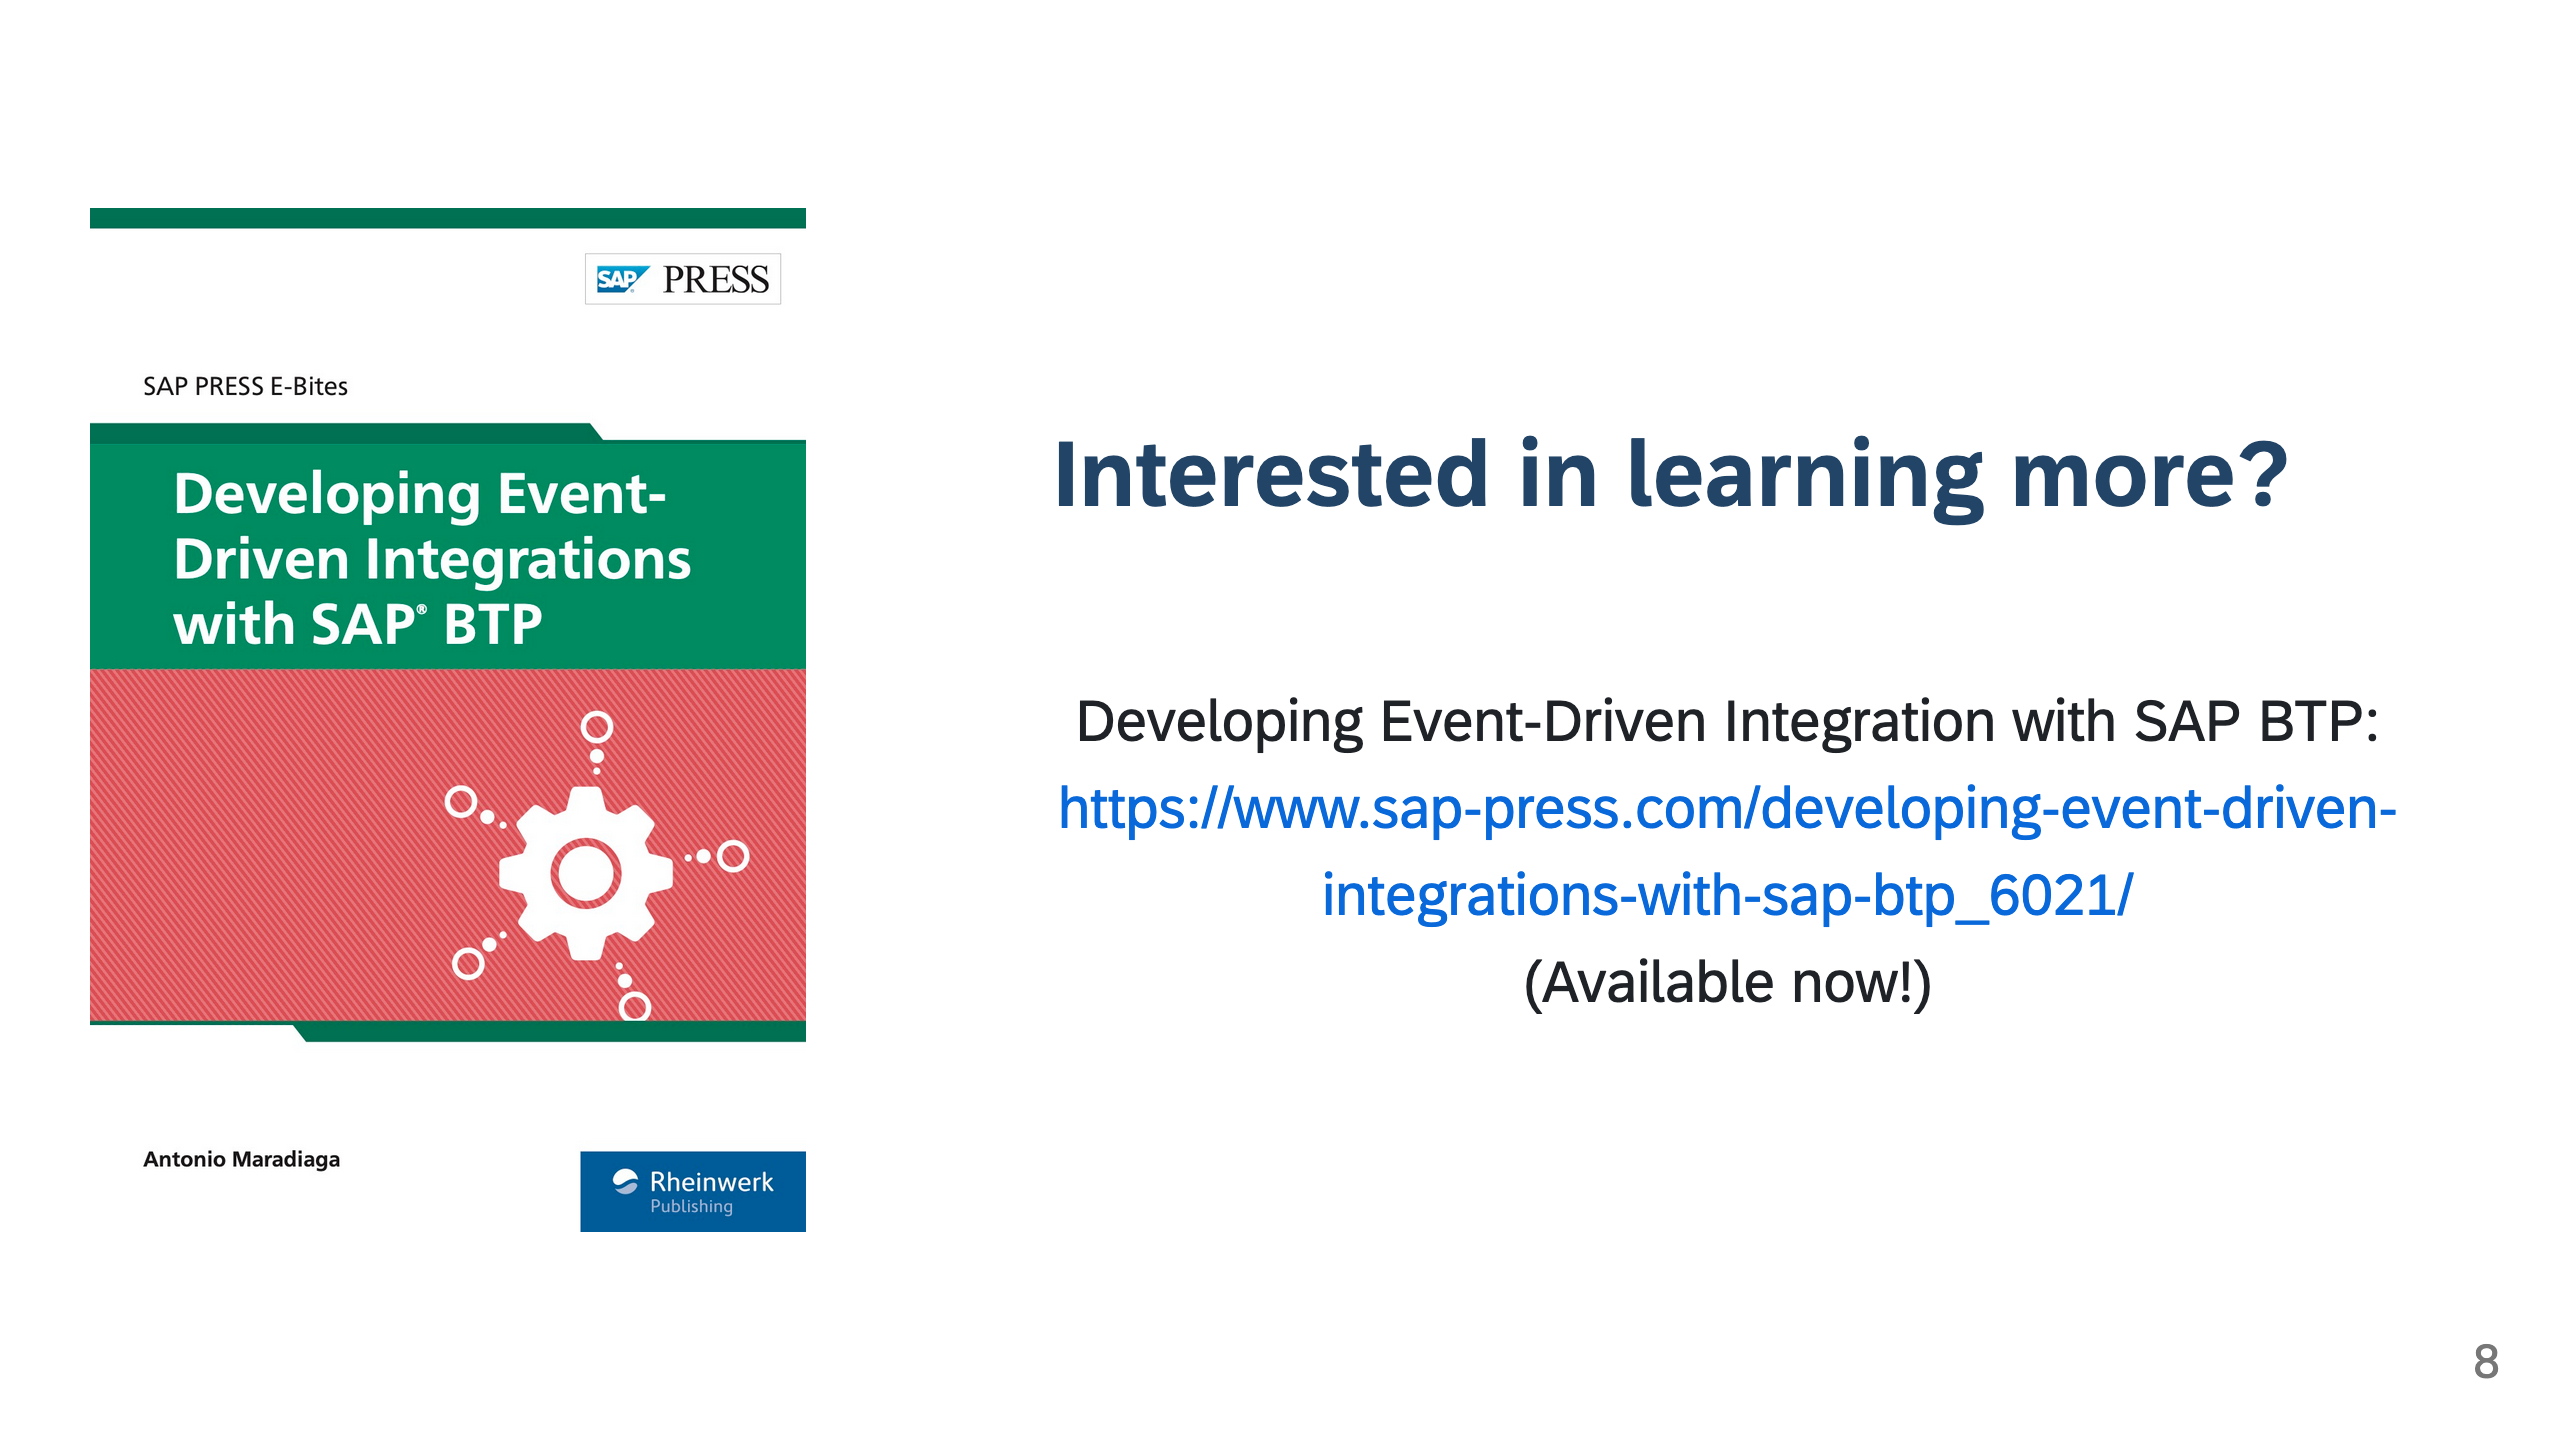 SAP PRESS
SAP PRESS E-Bites
Developing Event-
Driven Integrations
with SAP® BTP
Antonio Maradiaga
Rheinwerk
Publishing
Interested in learning more?
Developing Event-Driven Integration with SAP BTP:
https://www.sap-press.com/developing-event-driven-
integrations-with-sap-btp_6021/
(Available now!)
8